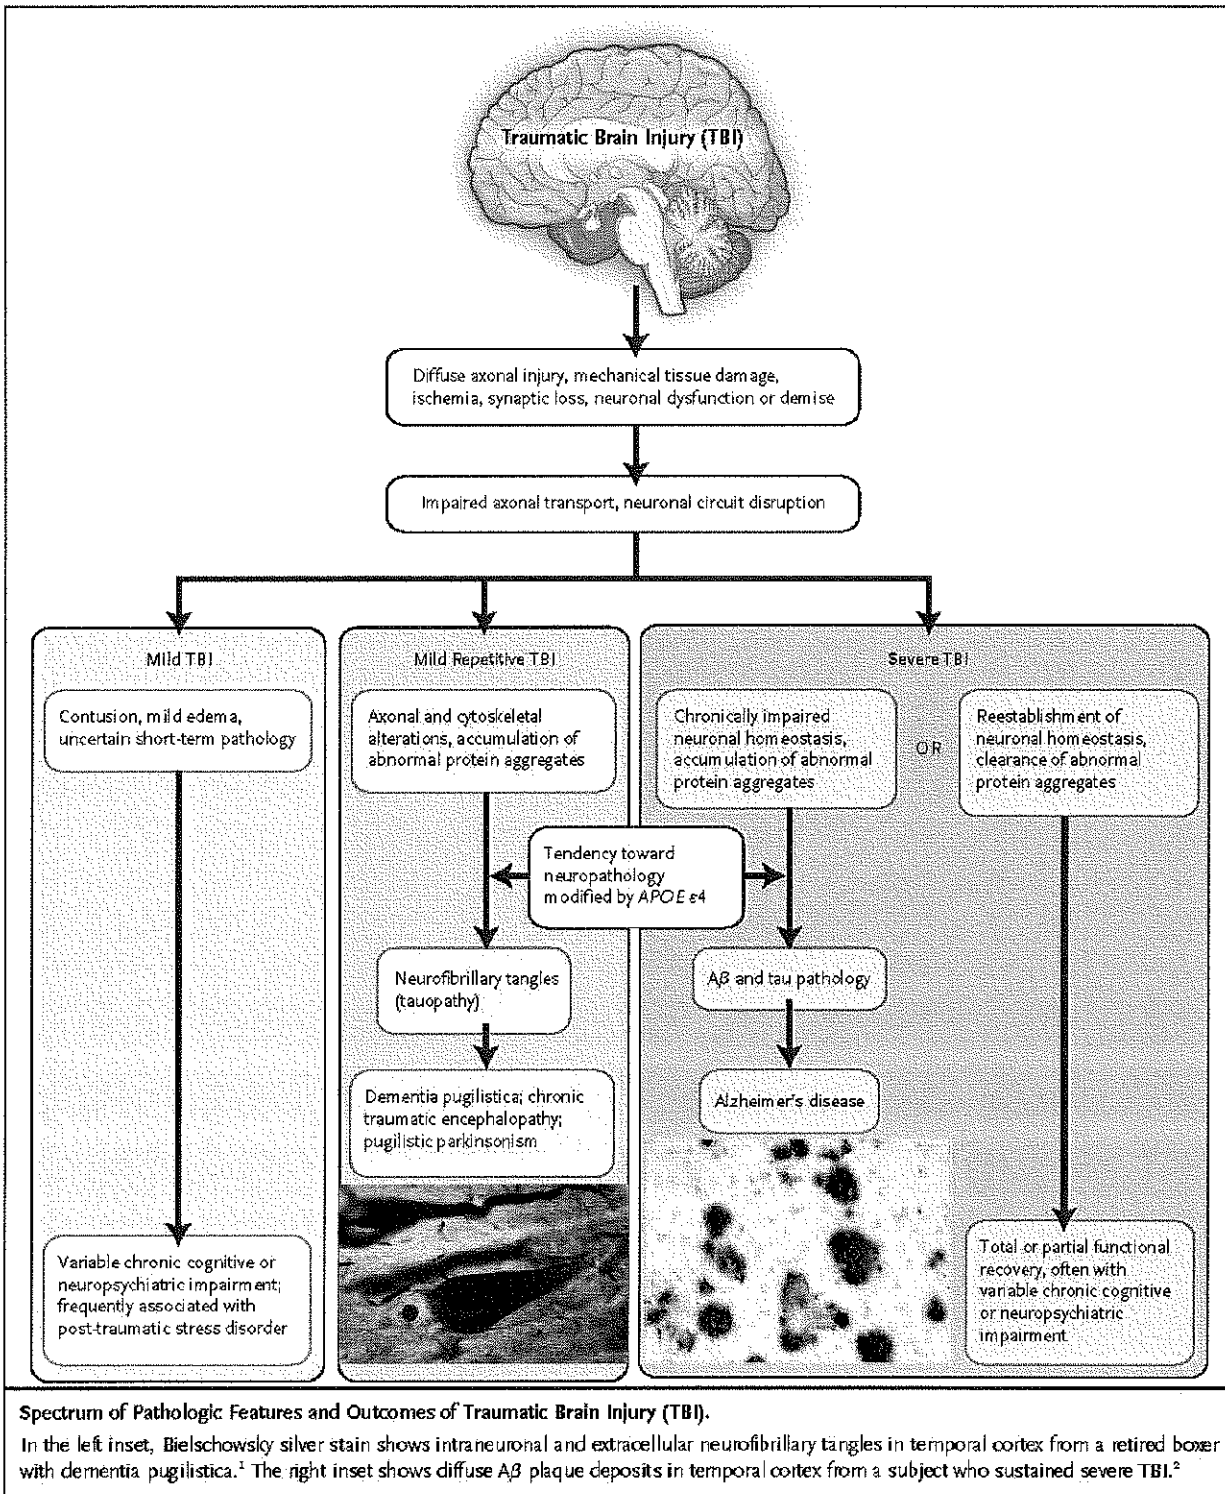 Traumatic Brain Injury (TBI)
Diffuse axonal injury, mechanical tissue damage,
ischemia, synaptic loss, neuronal dysfunction or demise
Impaired axonal transport, neuronal circuit disruption
Mild TBI
Contusion, mild edema,
uncertain short-term pathology
Variable chronic cognitive or
neuropsychiatric impairment;
frequently associated with
post-traumatic stress disorder
Mild Repetitive TBI
Axonal and cytoskeletal
alterations, accumulation of
abnormal protein aggregates
Tendency toward
neuropathology
modified by APOE ε4
Neurofibrillary tangles
(tauopathy)
Dementia pugilistica; chronic
traumatic encephalopathy;
pugilistic parkinsonism
Severe TBI
Chronically impaired
neuronal homeostasis,
accumulation of abnormal
protein aggregates
OR
Reestablishment of
neuronal homeostasis,
clearance of abnormal
protein aggregates
Aβ and tau pathology
Alzheimer's disease
Total or partial functional
recovery, often with
variable chronic cognitive
or neuropsychiatric
impairment
Spectrum of Pathologic Features and Outcomes of Traumatic Brain Injury (TBI).
In the left inset, Bielschowsky silver stain shows intraneuronal and extracellular neurofibrillary tangles in temporal cortex from a retired boxer
with dementia pugilistica.¹ The right inset shows diffuse Aβ plaque deposits in temporal cortex from a subject who sustained severe TBI.²